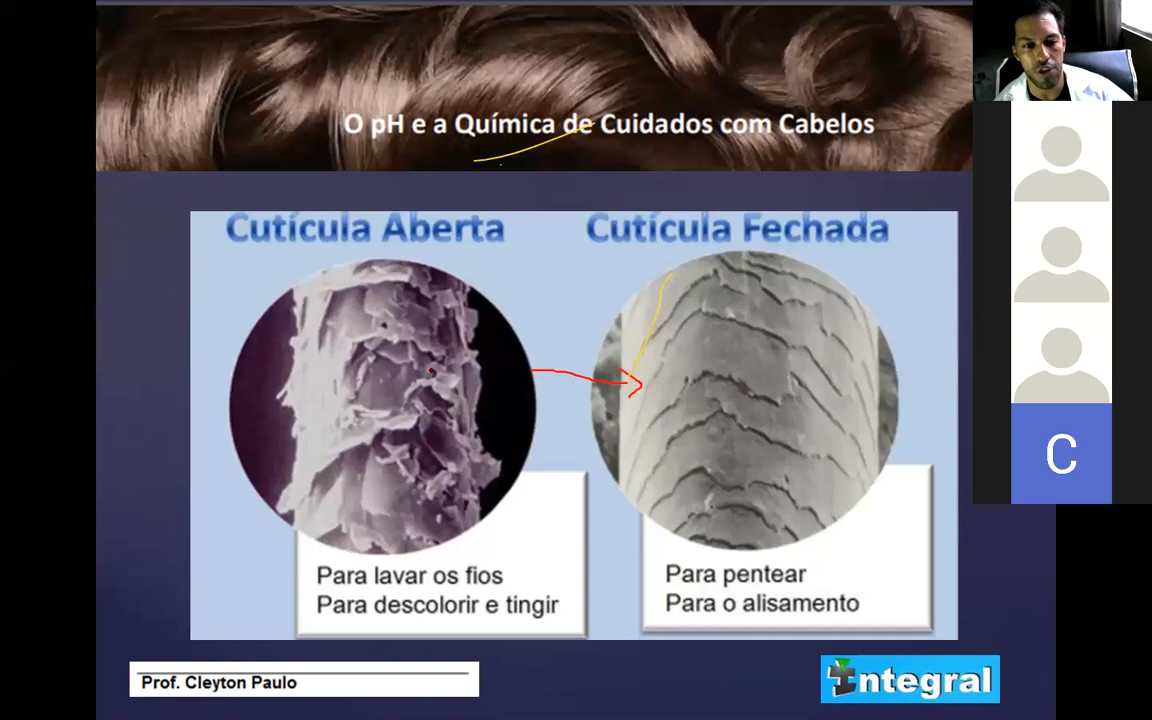 O pH e a Química de Cuidados com Cabelos
Cutícula Aberta
Cutícula Fechada
Para lavar os fios
Para descolorir e tingir
Para pentear
Para o alisamento
C
Prof. Cleyton Paulo
Integral